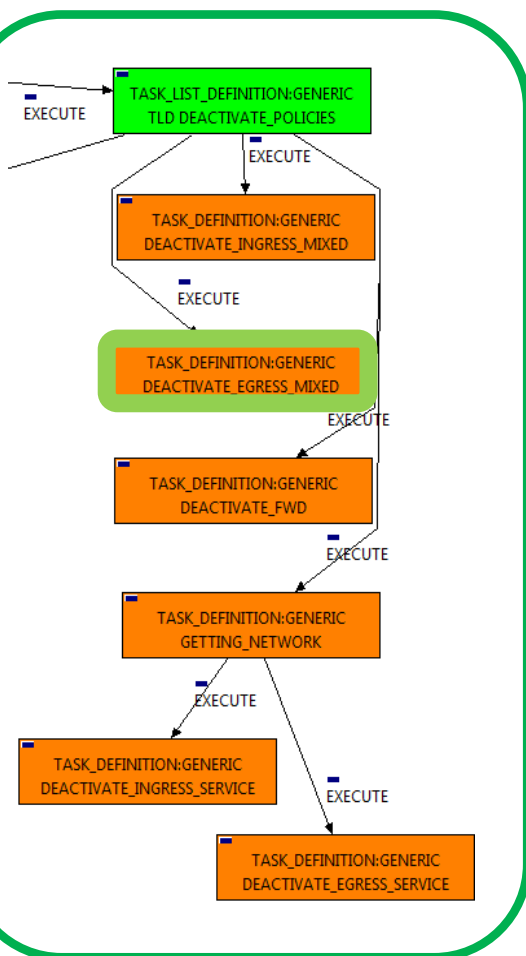 EXECUTE
TASK_LIST_DEFINITION:GENERIC
TLD DEACTIVATE_POLICIES
EXECUTE
TASK_DEFINITION:GENERIC
DEACTIVATE_INGRESS_MIXED
EXECUTE
TASK_DEFINITION:GENERIC
DEACTIVATE_EGRESS_MIXED
EXECUTE
TASK_DEFINITION:GENERIC
DEACTIVATE_FWD
EXECUTE
TASK_DEFINITION:GENERIC
GETTING_NETWORK
EXECUTE
TASK_DEFINITION:GENERIC
DEACTIVATE_INGRESS_SERVICE
EXECUTE
TASK_DEFINITION:GENERIC
DEACTIVATE_EGRESS_SERVICE